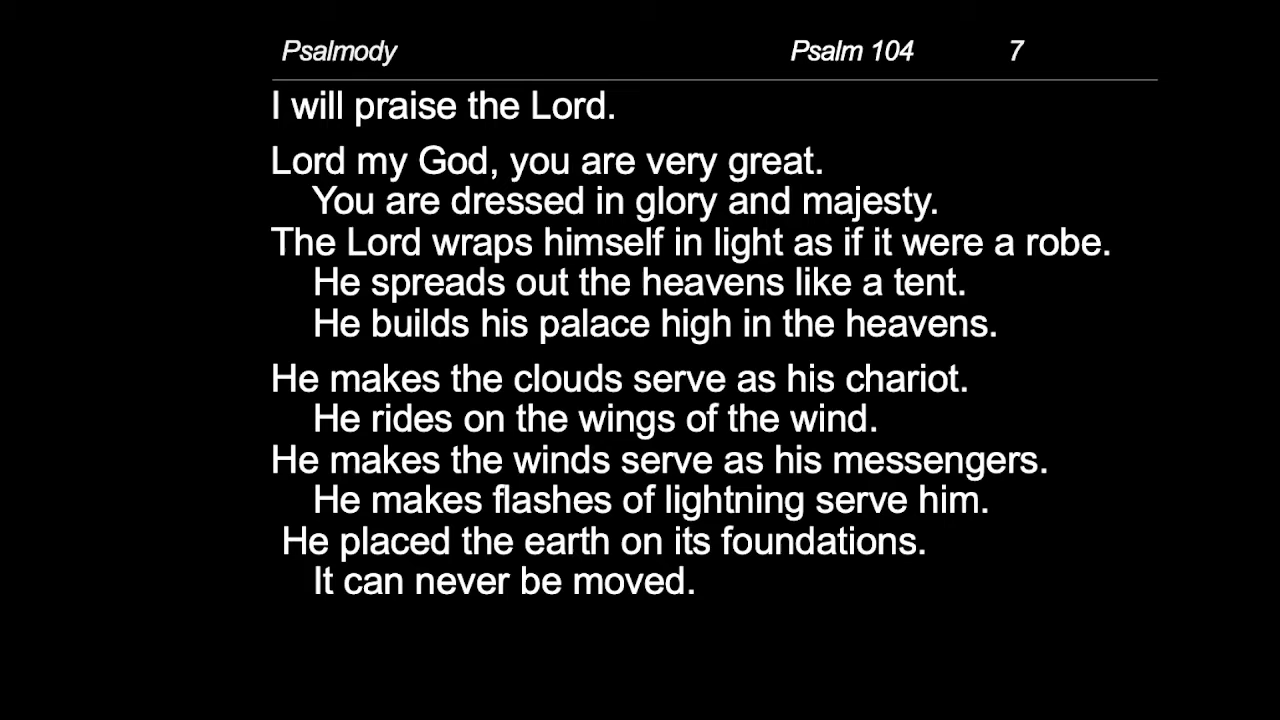 Psalmody Psalm 104 7
I will praise the Lord.
Lord my God, you are very great.
You are dressed in glory and majesty.
The Lord wraps himself in light as if it were a robe.
He spreads out the heavens like a tent.
He builds his palace high in the heavens.
He makes the clouds serve as his chariot.
He rides on the wings of the wind.
He makes the winds serve as his messengers.
He makes flashes of lightning serve him.
He placed the earth on its foundations.
It can never be moved.